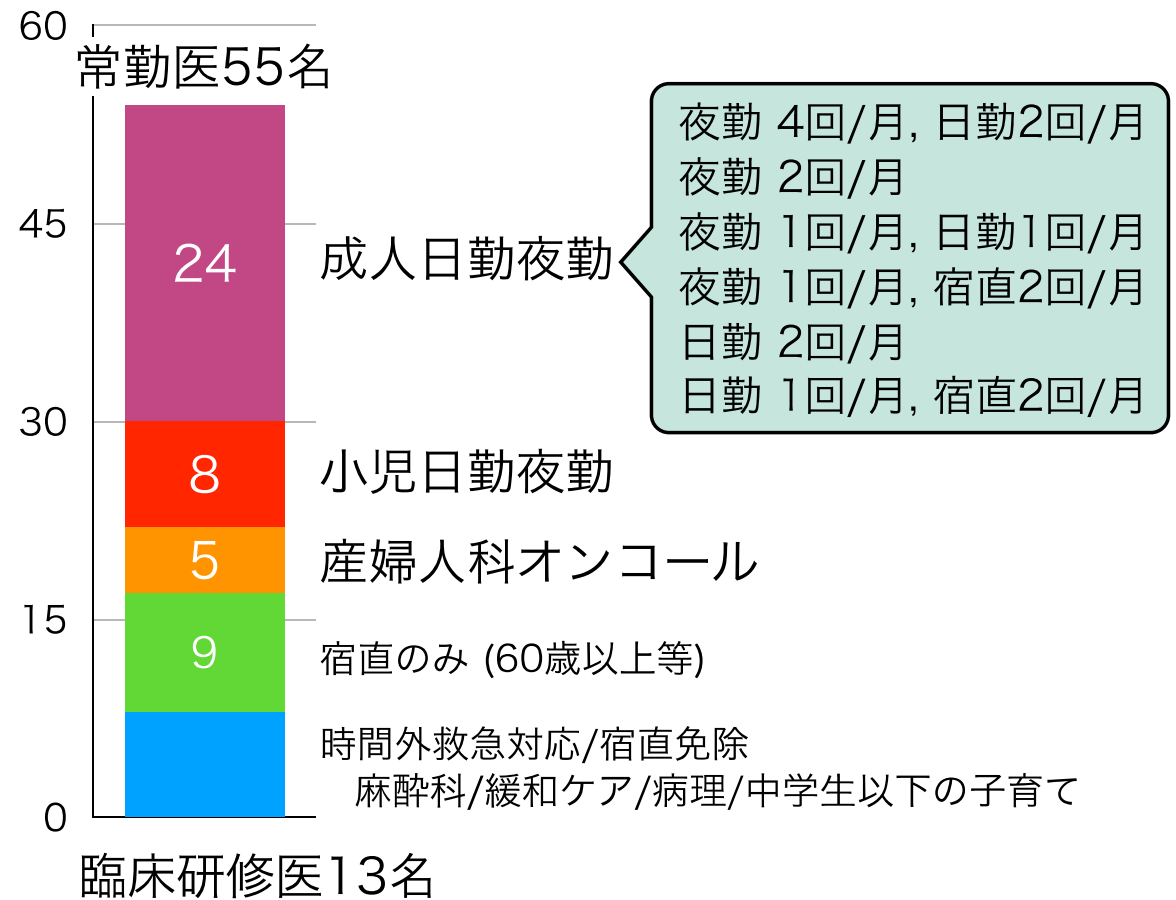 60
常勤医55名
45
30
15
0
24
8
5
9
成人日勤夜勤
夜勤 4回/月, 日勤2回/月
夜勤 2回/月
夜勤 1回/月, 日勤1回/月
夜勤 1回/月, 宿直2回/月
日勤 2回/月
日勤 1回/月, 宿直2回/月
小児日勤夜勤
産婦人科オンコール
宿直のみ (60歳以上等)
時間外救急対応/宿直免除
麻酔科/緩和ケア/病理/中学生以下の子育て
臨床研修医13名